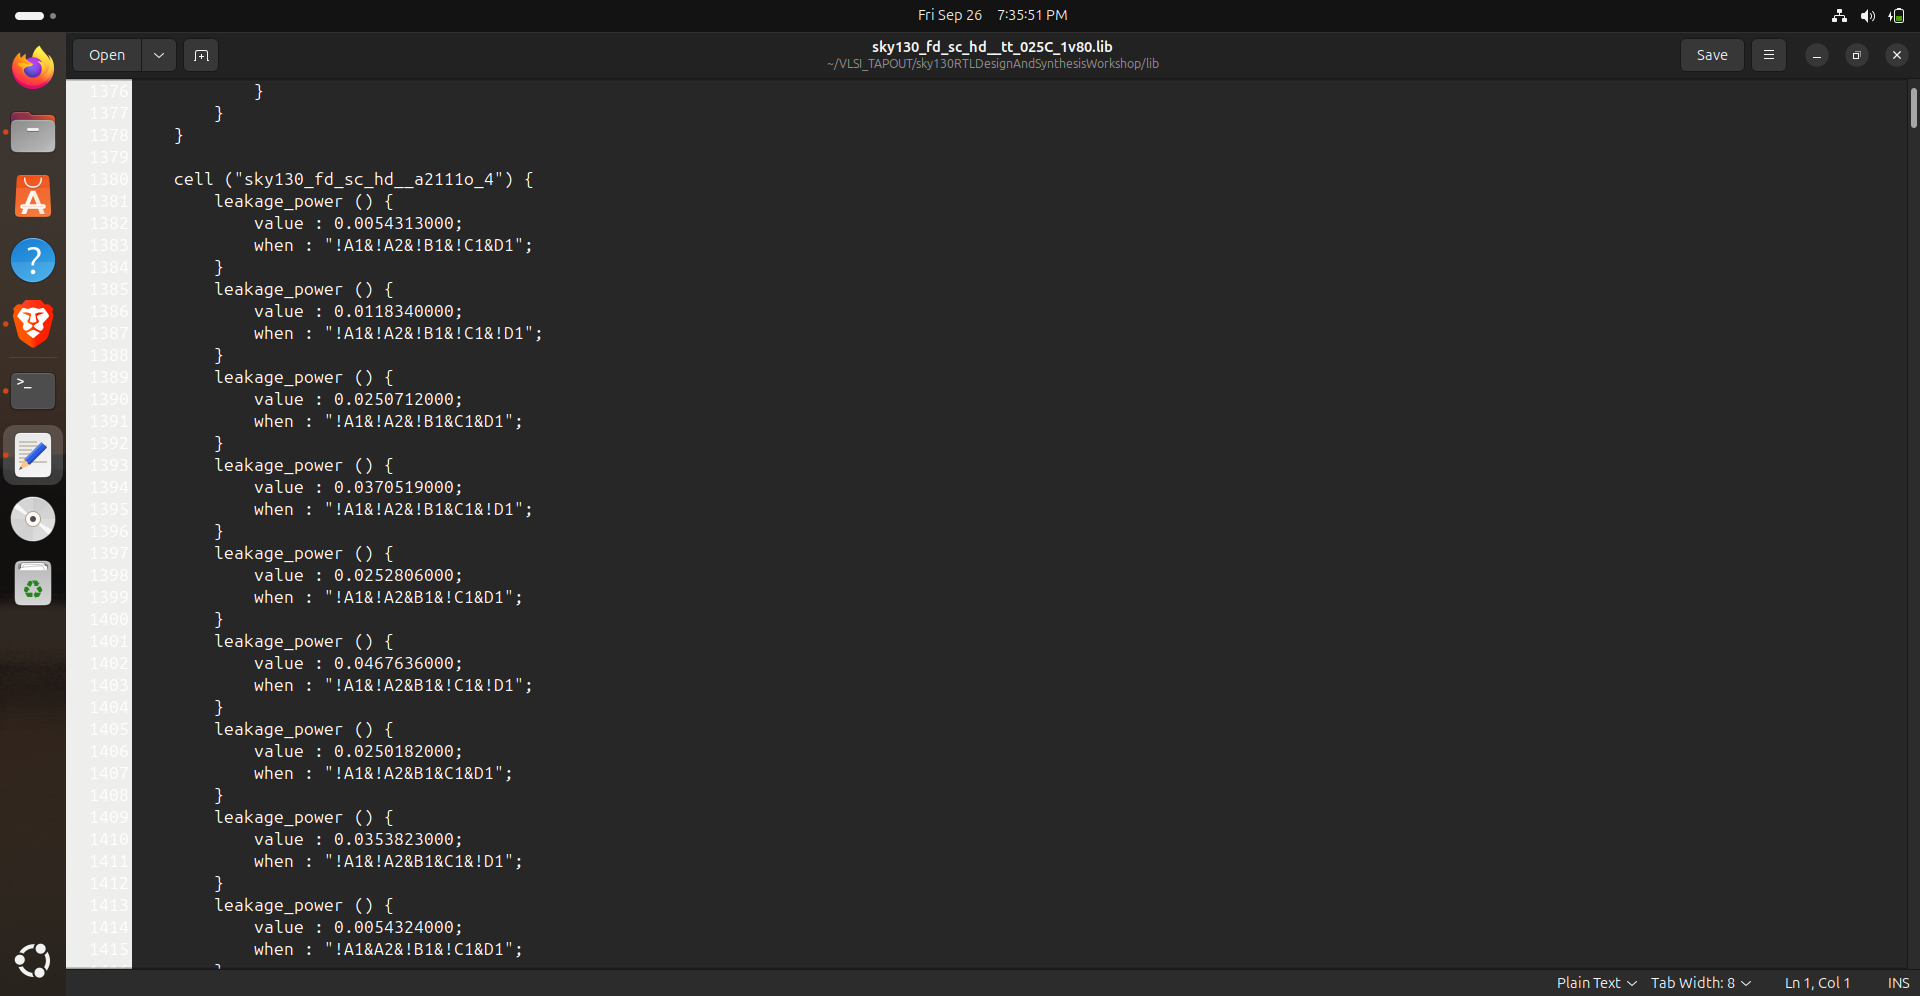 Fri Sep 26 7:35:51 PM
Open
sky130_fd_sc_hd__tt_025C_1v80.lib
~/VLSI_TAPOUT/sky130RTLDesignAndSynthesisWorkshop/lib
Save
1376 }
1377 }
1378 }
1379
1380 cell ("sky130_fd_sc_hd__a2111o_4") {
1381 leakage_power () {
1382 value : 0.0054313000;
1383 when : "!A1&!A2&!B1&!C1&D1";
1384 }
1385 leakage_power () {
1386 value : 0.0118340000;
1387 when : "!A1&!A2&!B1&!C1&!D1";
1388 }
1389 leakage_power () {
1390 value : 0.0250712000;
1391 when : "!A1&!A2&!B1&C1&D1";
1392 }
1393 leakage_power () {
1394 value : 0.0370519000;
1395 when : "!A1&!A2&!B1&C1&!D1";
1396 }
1397 leakage_power () {
1398 value : 0.0252806000;
1399 when : "!A1&!A2&B1&!C1&D1";
1400 }
1401 leakage_power () {
1402 value : 0.0467636000;
1403 when : "!A1&!A2&B1&!C1&!D1";
1404 }
1405 leakage_power () {
1406 value : 0.0250182000;
1407 when : "!A1&!A2&B1&C1&D1";
1408 }
1409 leakage_power () {
1410 value : 0.0353823000;
1411 when : "!A1&!A2&B1&C1&!D1";
1412 }
1413 leakage_power () {
1414 value : 0.0054324000;
1415 when : "!A1&A2&!B1&!C1&D1";
Plain Text Tab Width: 8 Ln 1, Col 1 INS